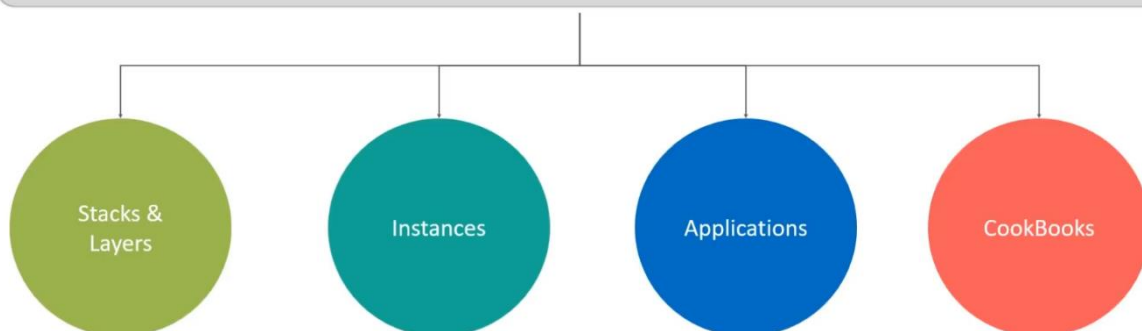 Stacks &
Layers
Instances
Applications
CookBooks